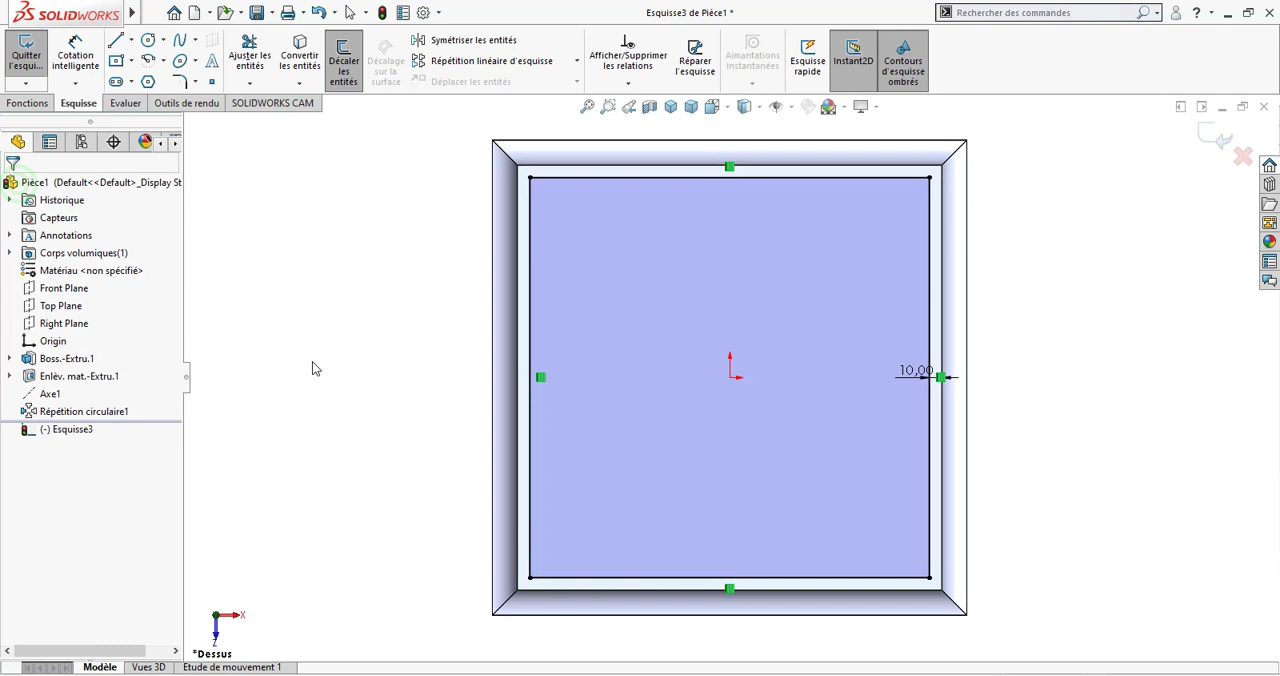 SOLIDWORKS
Esquisse3 de Pièce1 *
Rechercher des commandes
Quitter l'esqui...
Cotation intelligente
Ajuster les entités
Convertir les entités
Décaler les entités
Décalage sur la surface
Symétriser les entités
Répétition linéaire d'esquisse
Déplacer les entités
Afficher/Supprimer les relations
Réparer l'esquisse
Aimantations instantanées
Esquisse rapide
Instant2D
Contours d'esquisse ombrés
Fonctions
Esquisse
Evaluer
Outils de rendu
SOLIDWORKS CAM
Pièce1 (Default<<Default>_Display St
Historique
Capteurs
Annotations
Corps volumiques(1)
Matériau <non spécifié>
Front Plane
Top Plane
Right Plane
Origin
Boss.-Extru.1
Enlèv. mat.-Extru.1
Axe1
Répétition circulaire1
(-) Esquisse3
10,00
X
Z
*Dessus
Modèle
Vues 3D
Etude de mouvement 1